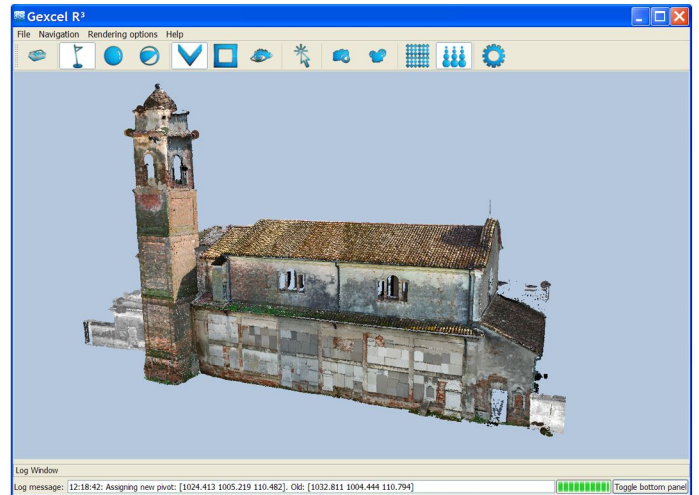 Gexcel R³
File Navigation Rendering options Help
Log Window
Log message: 12:18:42: Assigning new pivot: [1024.413 1005.219 110.482]. Old: [1032.811 1004.444 110.794] Toggle bottom panel